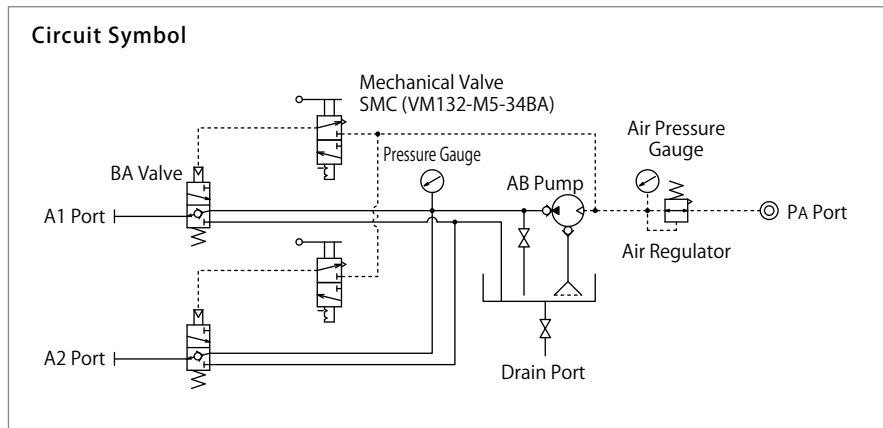 Circuit Symbol
Mechanical Valve
SMC (VM132-M5-34BA)
Air Pressure
Gauge
Pressure Gauge
BA Valve
AB Pump
A1 Port
PA Port
Air Regulator
A2 Port
Drain Port